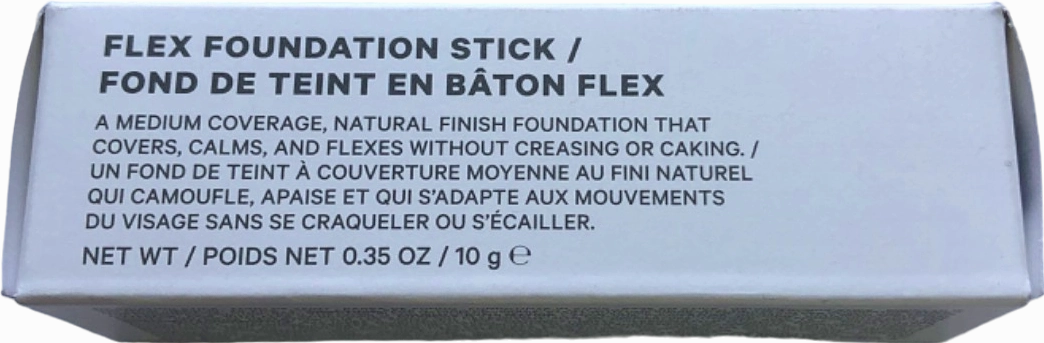 FLEX FOUNDATION STICK /
FOND DE TEINT EN BÂTON FLEX
A MEDIUM COVERAGE, NATURAL FINISH FOUNDATION THAT
COVERS, CALMS, AND FLEXES WITHOUT CREASING OR CAKING. /
UN FOND DE TEINT À COUVERTURE MOYENNE AU FINI NATUREL
QUI CAMOUFLE, APAISE ET QUI S'ADAPTE AUX MOUVEMENTS
DU VISAGE SANS SE CRAQUELER OU S'ÉCAILLER.
NET WT / POIDS NET 0.35 OZ / 10 g ℮